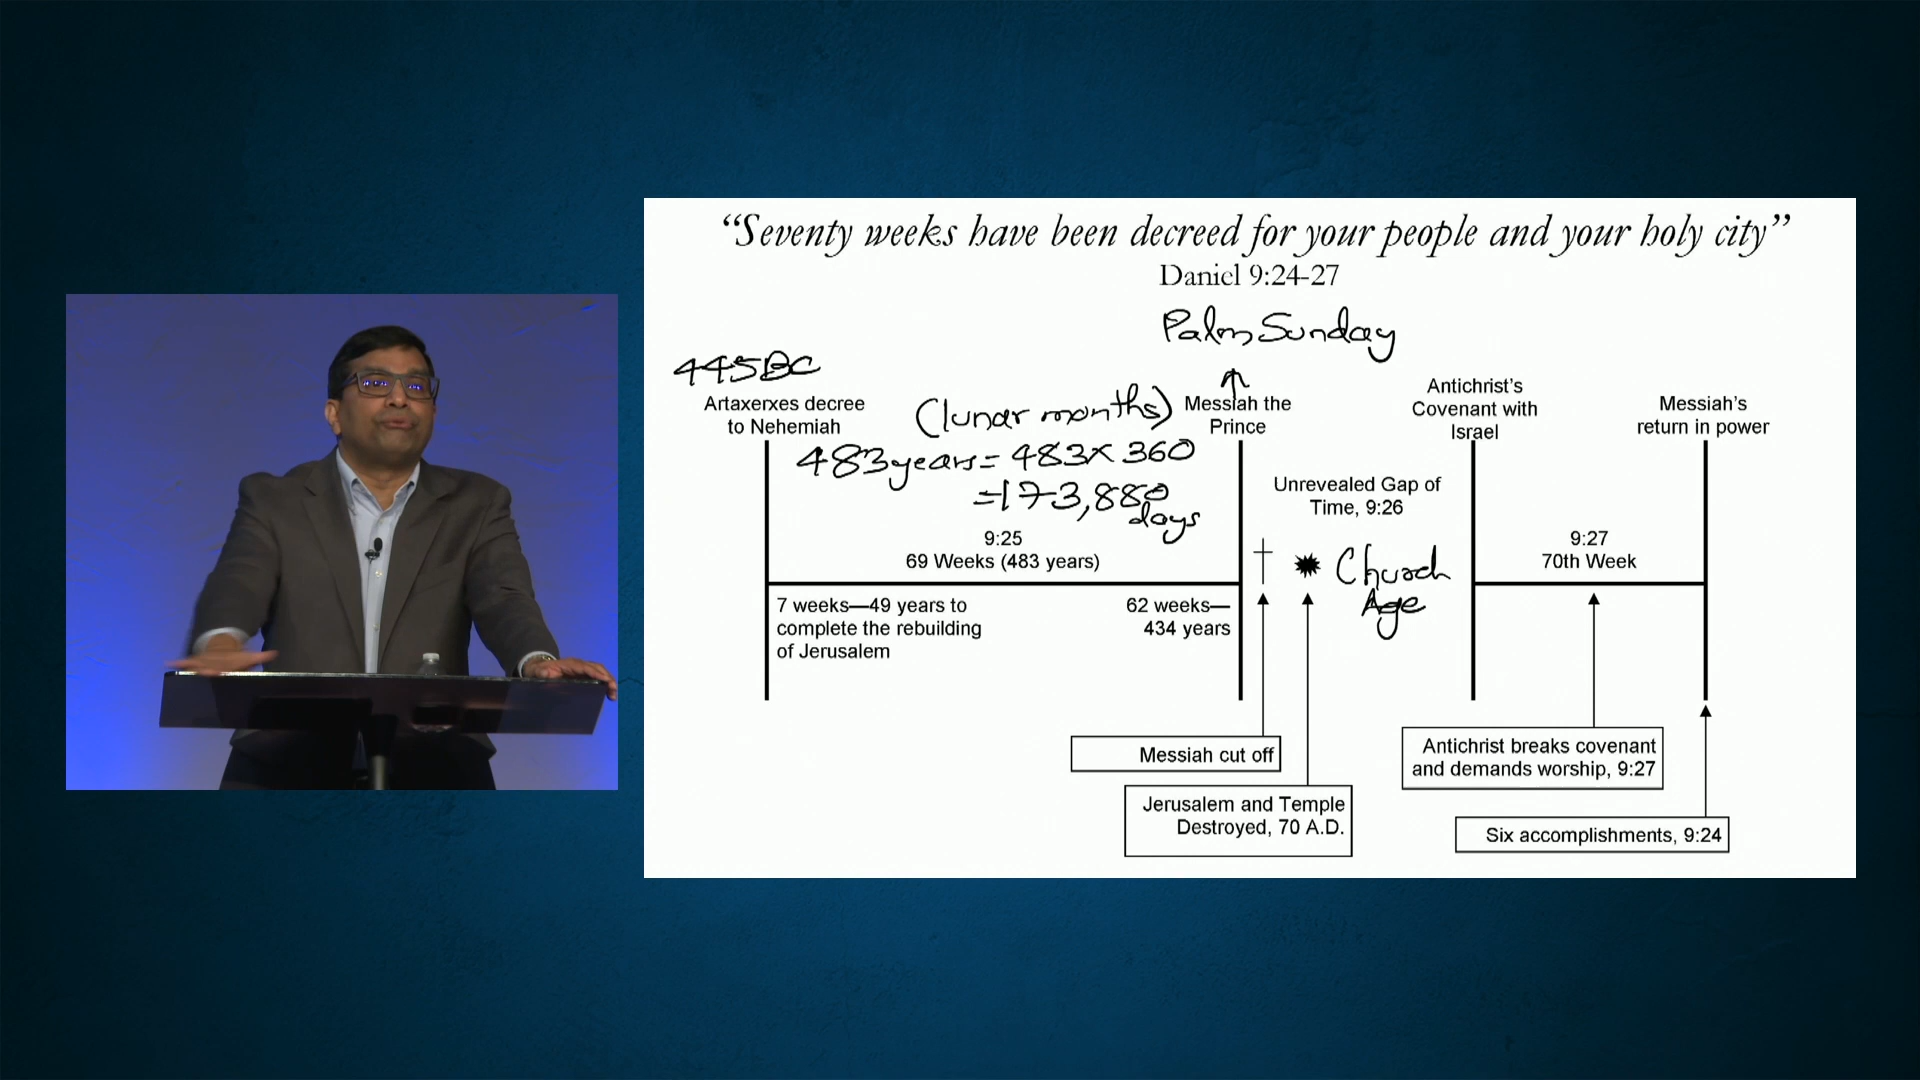 “Seventy weeks have been decreed for your people and your holy city”
Daniel 9:24-27
Palm Sunday
445BC
Artaxerxes decree
to Nehemiah
(lunar months)
483 years = 483 x 360
= 173,880
days
Messiah the
Prince
Antichrist’s
Covenant with
Israel
Messiah’s
return in power
Unrevealed Gap of
Time, 9:26
9:25
69 Weeks (483 years)
Church
Age
9:27
70th Week
7 weeks—49 years to
complete the rebuilding
of Jerusalem
62 weeks—
434 years
Messiah cut off
Jerusalem and Temple
Destroyed, 70 A.D.
Antichrist breaks covenant
and demands worship, 9:27
Six accomplishments, 9:24